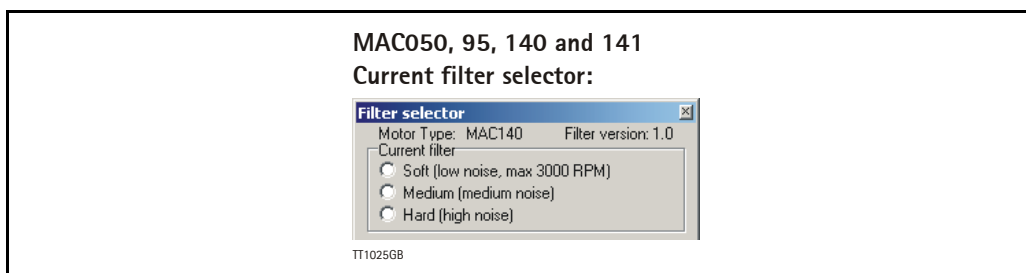 MAC050, 95, 140 and 141
Current filter selector:
Filter selector
Motor Type: MAC140 Filter version: 1.0
Current filter
Soft (low noise, max 3000 RPM)
Medium (medium noise)
Hard (high noise)
TT1025GB